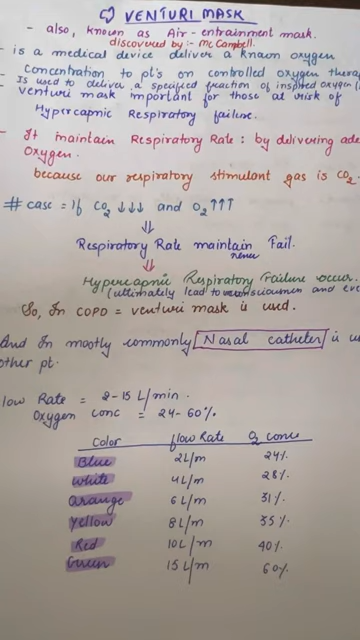 5) VENTURI MASK
- also, known as Air-entrainment mask.
discovered by :- Mc Campbell.
- is a medical device deliver a known oxygen
Concentration to pt's on controlled oxygen therap
- Is used to deliver a specified fraction of inspired oxygen
- venturi mask important for those at risk of
Hypercapnic Respiratory failure.
- It maintain Respiratory Rate : by delivering ade
Oxygen.
because our respiratory stimulant gas is CO2.
# case = If CO2 ↓↓↓ and O2 ↑↑↑
⇓
Respiratory Rate maintain Fail.
⇓
Hypercapnic Respiratory Failure occur.
(ultimately lead to unconsciousness and
So, In COPD = venturi mask is used.
And In mostly commonly Nasal catheter is u
other pt.
low Rate = 2-15 L/min.
Oxygen conc = 24-60%.
Color flow Rate O2 conc
Blue 2L/m 24%
White 4L/m 28%
Orange 6L/m 31%
Yellow 8L/m 35%.
Red 10L/m 40%.
Green 15L/m 60%